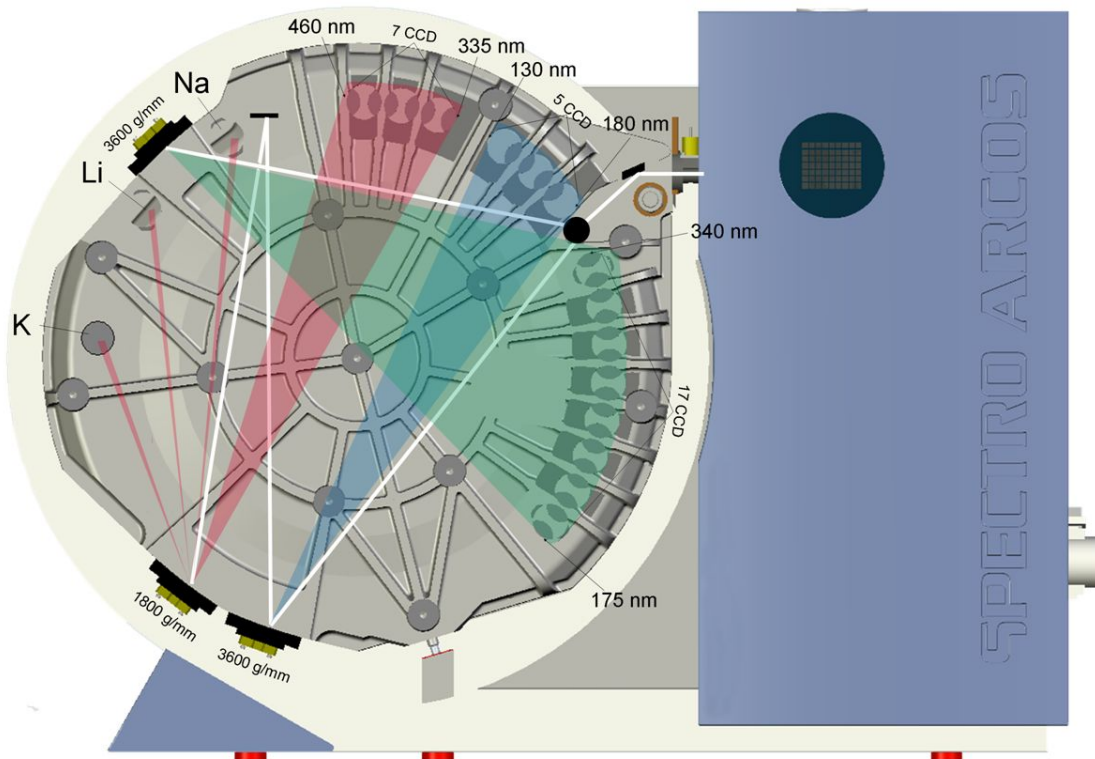 460 nm
7 CCD
335 nm
130 nm
Na
5 CCD
180 nm
3600 g/mm
Li
340 nm
K
17 CCD
175 nm
1800 g/mm
3600 g/mm
SPECTRO ARCOS